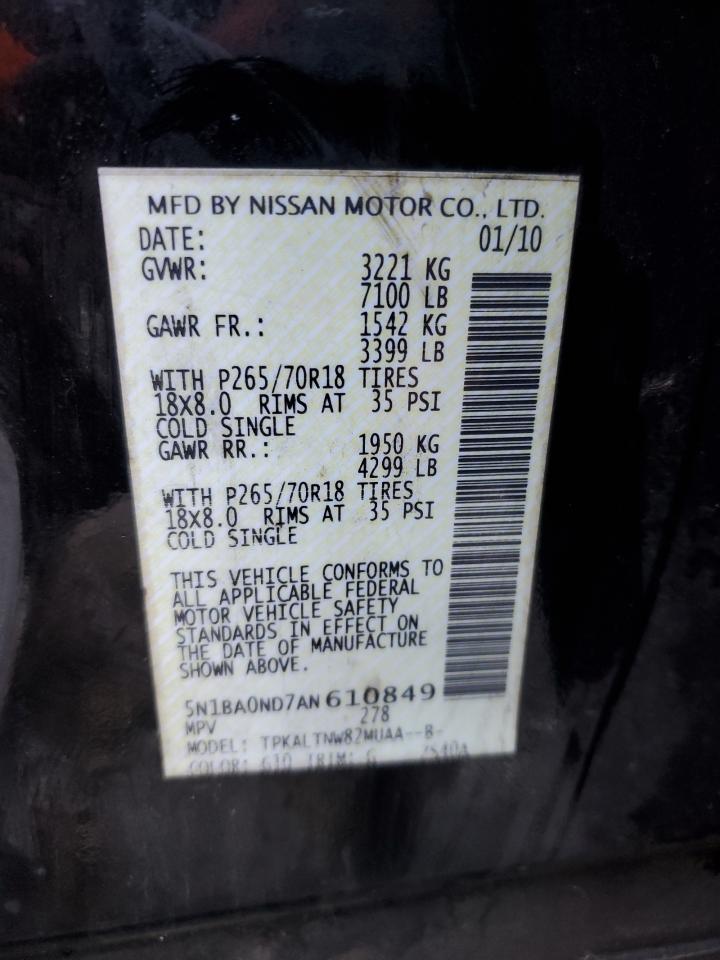 MFD BY NISSAN MOTOR CO., LTD.
DATE: 01/10
GVWR: 3221 KG
7100 LB
GAWR FR.: 1542 KG
3399 LB
WITH P265/70R18 TIRES
18X8.0 RIMS AT 35 PSI
COLD SINGLE
GAWR RR.: 1950 KG
4299 LB
WITH P265/70R18 TIRES
18X8.0 RIMS AT 35 PSI
COLD SINGLE
THIS VEHICLE CONFORMS TO
ALL APPLICABLE FEDERAL
MOTOR VEHICLE SAFETY
STANDARDS IN EFFECT ON
THE DATE OF MANUFACTURE
SHOWN ABOVE.
5N1BA0ND7AN610849
MPV 278
MODEL: TPKALTNW82MUAA--B-
COLOR: G10 TRIM: G